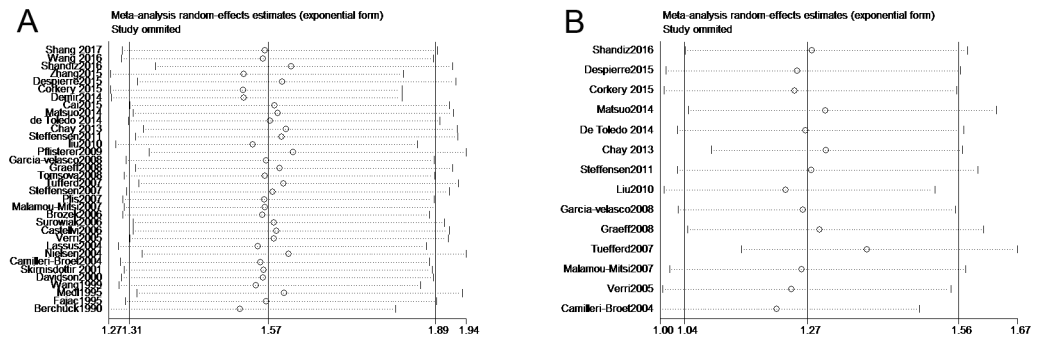 A
Meta-analysis random-effects estimates (exponential form)
Study ommited
Shang 2017
Wang 2016
Shandiz2016
Zhang2015
Despierre2015
Corkery 2015
Demir2014
Cai2015
Matsuo2014
de Toledo 2014
Chay 2013
Steffensen2011
liu2010
Pfisterer2009
Garcia-velasco2008
Graeff2008
Tomsova2008
Tufferd2007
Steffensen2007
Plis2007
Malamou-Mitsi2007
Brozek2006
Surowiak2006
Castellvi2006
Verri2005
Lassus2004
Nielsen2004
Camilleri-Broet2004
Skirnisdottir 2001
Davidson2000
Wang1999
Medl1995
Fajac1995
Berchuck1990
1.27 1.31 1.57 1.89 1.94
B
Meta-analysis random-effects estimates (exponential form)
Study ommited
Shandiz2016
Despierre2015
Corkery 2015
Matsuo2014
De Toledo 2014
Chay 2013
Steffensen2011
Liu2010
Garcia-velasco2008
Graeff2008
Tuefferd2007
Malamou-Mitsi2007
Verri2005
Camilleri-Broet2004
1.00 1.04 1.27 1.56 1.67